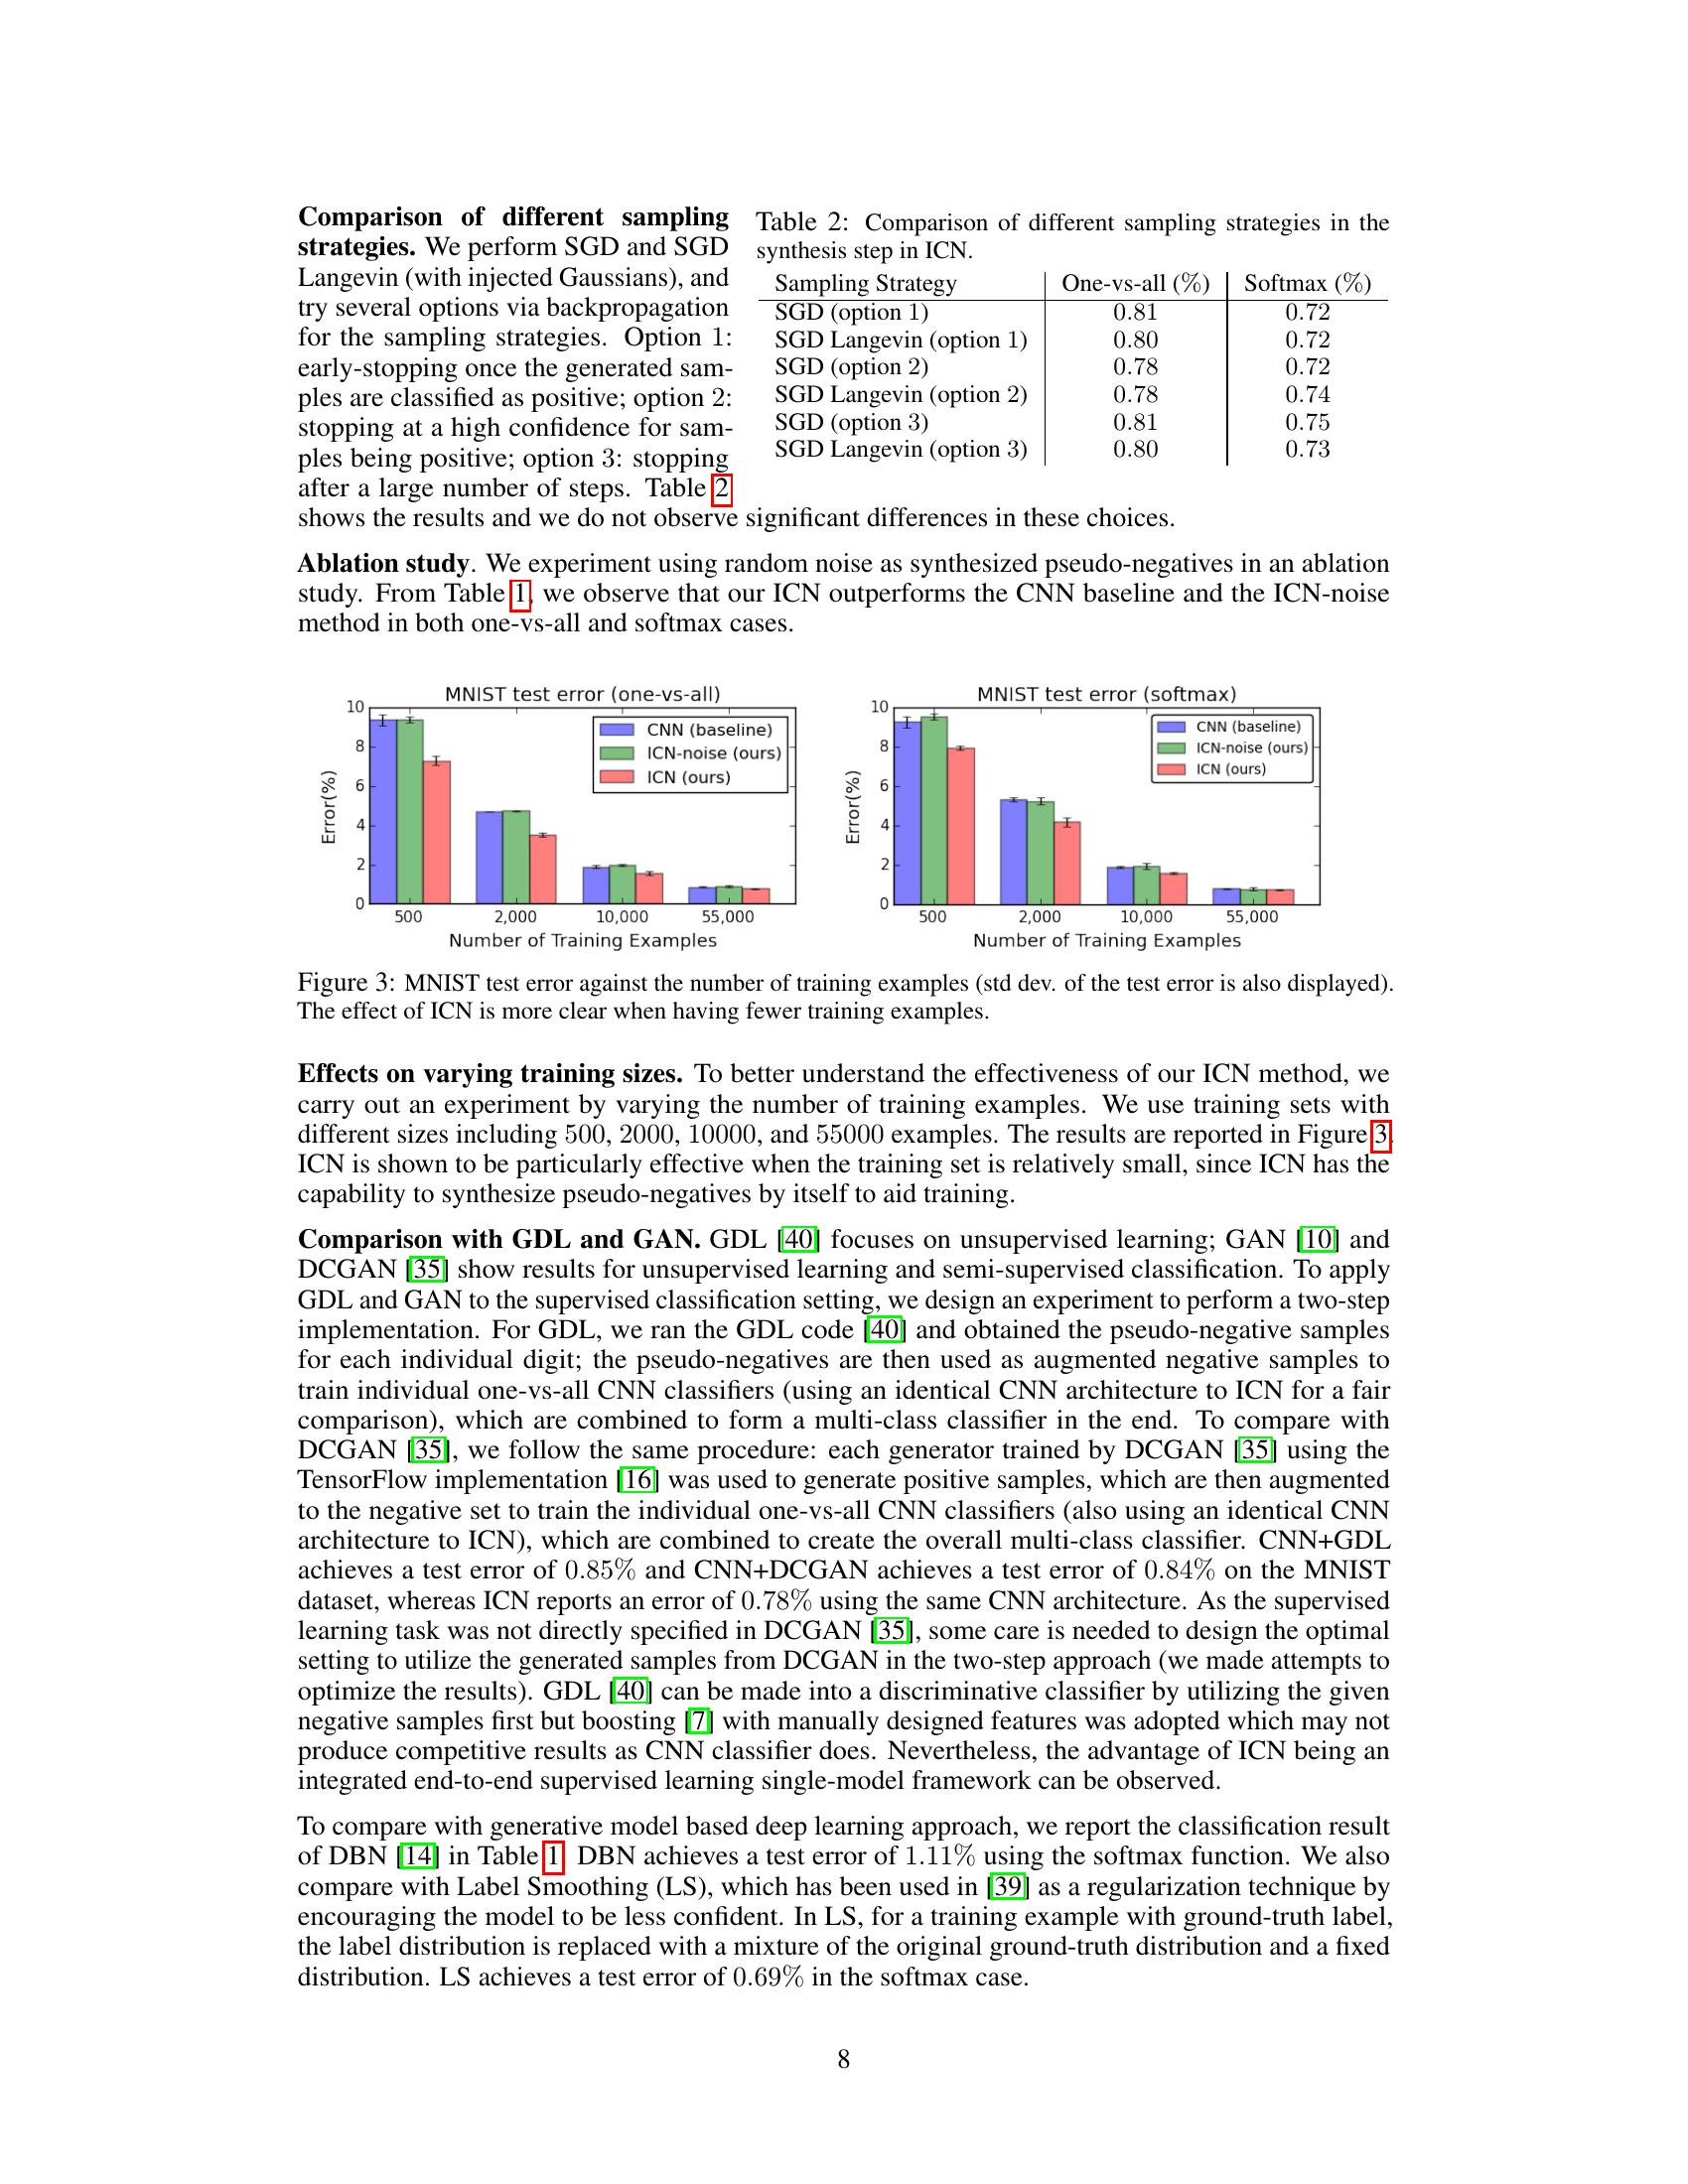 Comparison of different sampling
strategies. We perform SGD and SGD
Langevin (with injected Gaussians), and
try several options via backpropagation
for the sampling strategies. Option 1:
early-stopping once the generated sam-
ples are classified as positive; option 2:
stopping at a high confidence for sam-
ples being positive; option 3: stopping
after a large number of steps. Table 2
shows the results and we do not observe significant differences in these choices.
Table 2: Comparison of different sampling strategies in the
synthesis step in ICN.
Sampling Strategy One-vs-all (%) Softmax (%)
SGD (option 1) 0.81 0.72
SGD Langevin (option 1) 0.80 0.72
SGD (option 2) 0.78 0.72
SGD Langevin (option 2) 0.78 0.74
SGD (option 3) 0.81 0.75
SGD Langevin (option 3) 0.80 0.73
Ablation study. We experiment using random noise as synthesized pseudo-negatives in an ablation
study. From Table 1, we observe that our ICN outperforms the CNN baseline and the ICN-noise
method in both one-vs-all and softmax cases.
MNIST test error (one-vs-all)
10
8
6
4
2
0
Error(%)
CNN (baseline)
ICN-noise (ours)
ICN (ours)
500 2,000 10,000 55,000
Number of Training Examples
MNIST test error (softmax)
10
8
6
4
2
0
Error(%)
CNN (baseline)
ICN-noise (ours)
ICN (ours)
500 2,000 10,000 55,000
Number of Training Examples
Figure 3: MNIST test error against the number of training examples (std dev. of the test error is also displayed).
The effect of ICN is more clear when having fewer training examples.
Effects on varying training sizes. To better understand the effectiveness of our ICN method, we
carry out an experiment by varying the number of training examples. We use training sets with
different sizes including 500, 2000, 10000, and 55000 examples. The results are reported in Figure 3.
ICN is shown to be particularly effective when the training set is relatively small, since ICN has the
capability to synthesize pseudo-negatives by itself to aid training.
Comparison with GDL and GAN. GDL [40] focuses on unsupervised learning; GAN [10] and
DCGAN [35] show results for unsupervised learning and semi-supervised classification. To apply
GDL and GAN to the supervised classification setting, we design an experiment to perform a two-step
implementation. For GDL, we ran the GDL code [40] and obtained the pseudo-negative samples
for each individual digit; the pseudo-negatives are then used as augmented negative samples to
train individual one-vs-all CNN classifiers (using an identical CNN architecture to ICN for a fair
comparison), which are combined to form a multi-class classifier in the end. To compare with
DCGAN [35], we follow the same procedure: each generator trained by DCGAN [35] using the
TensorFlow implementation [16] was used to generate positive samples, which are then augmented
to the negative set to train the individual one-vs-all CNN classifiers (also using an identical CNN
architecture to ICN), which are combined to create the overall multi-class classifier. CNN+GDL
achieves a test error of 0.85% and CNN+DCGAN achieves a test error of 0.84% on the MNIST
dataset, whereas ICN reports an error of 0.78% using the same CNN architecture. As the supervised
learning task was not directly specified in DCGAN [35], some care is needed to design the optimal
setting to utilize the generated samples from DCGAN in the two-step approach (we made attempts to
optimize the results). GDL [40] can be made into a discriminative classifier by utilizing the given
negative samples first but boosting [7] with manually designed features was adopted which may not
produce competitive results as CNN classifier does. Nevertheless, the advantage of ICN being an
integrated end-to-end supervised learning single-model framework can be observed.
To compare with generative model based deep learning approach, we report the classification result
of DBN [14] in Table 1. DBN achieves a test error of 1.11% using the softmax function. We also
compare with Label Smoothing (LS), which has been used in [39] as a regularization technique by
encouraging the model to be less confident. In LS, for a training example with ground-truth label,
the label distribution is replaced with a mixture of the original ground-truth distribution and a fixed
distribution. LS achieves a test error of 0.69% in the softmax case.
8